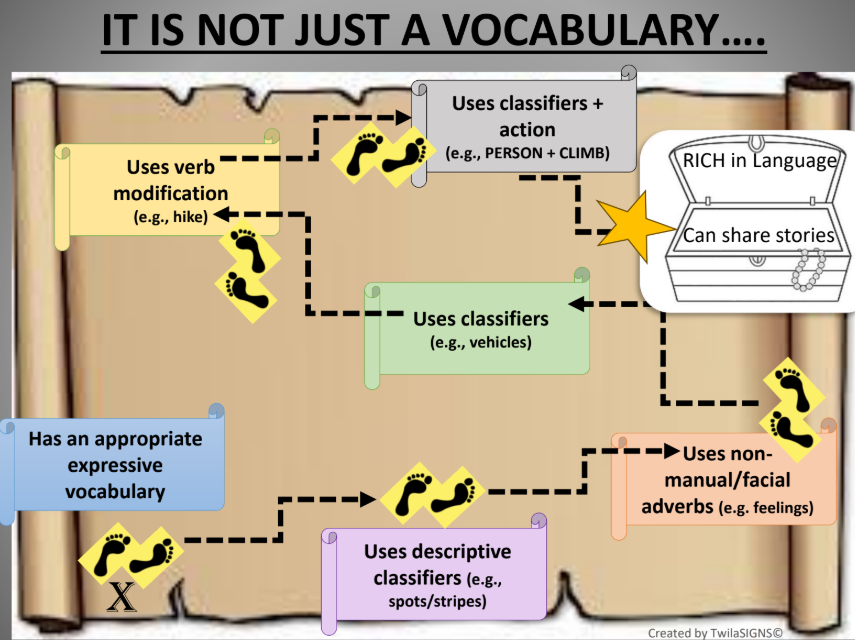 IT IS NOT JUST A VOCABULARY....
Uses classifiers +
action
(e.g., PERSON + CLIMB)
RICH in Language
Can share stories
Uses verb
modification
(e.g., hike)
Uses classifiers
(e.g., vehicles)
Has an appropriate
expressive
vocabulary
Uses non-
manual/facial
adverbs (e.g. feelings)
Uses descriptive
classifiers (e.g.,
spots/stripes)
X
Created by TwilaSIGNS©